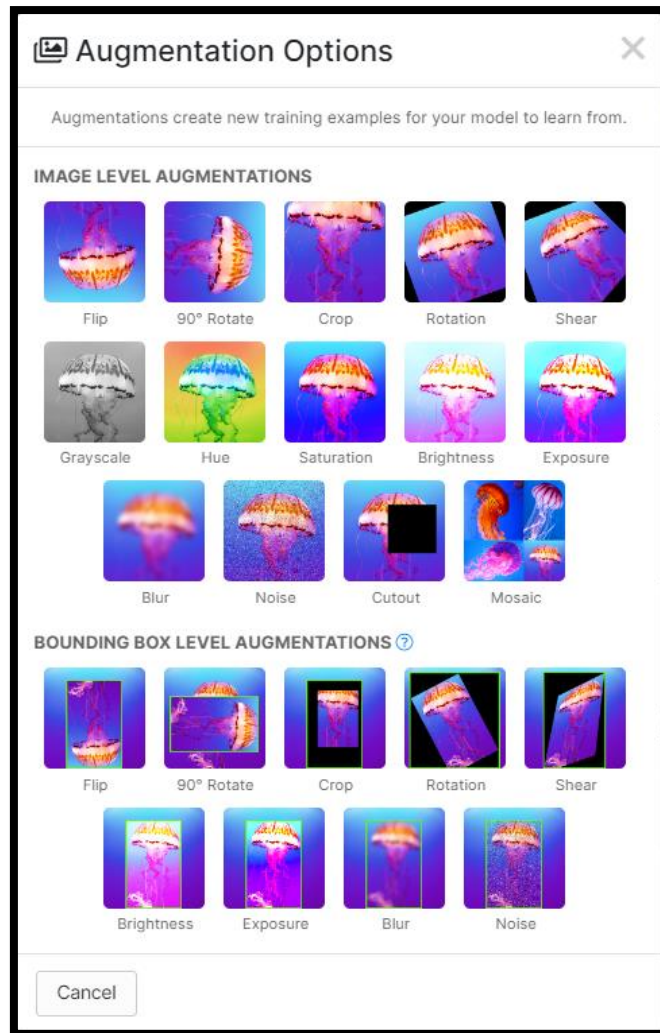 Augmentation Options
Augmentations create new training examples for your model to learn from.
IMAGE LEVEL AUGMENTATIONS
Flip 90° Rotate Crop Rotation Shear
Grayscale Hue Saturation Brightness Exposure
Blur Noise Cutout Mosaic
BOUNDING BOX LEVEL AUGMENTATIONS ?
Flip 90° Rotate Crop Rotation Shear
Brightness Exposure Blur Noise
Cancel